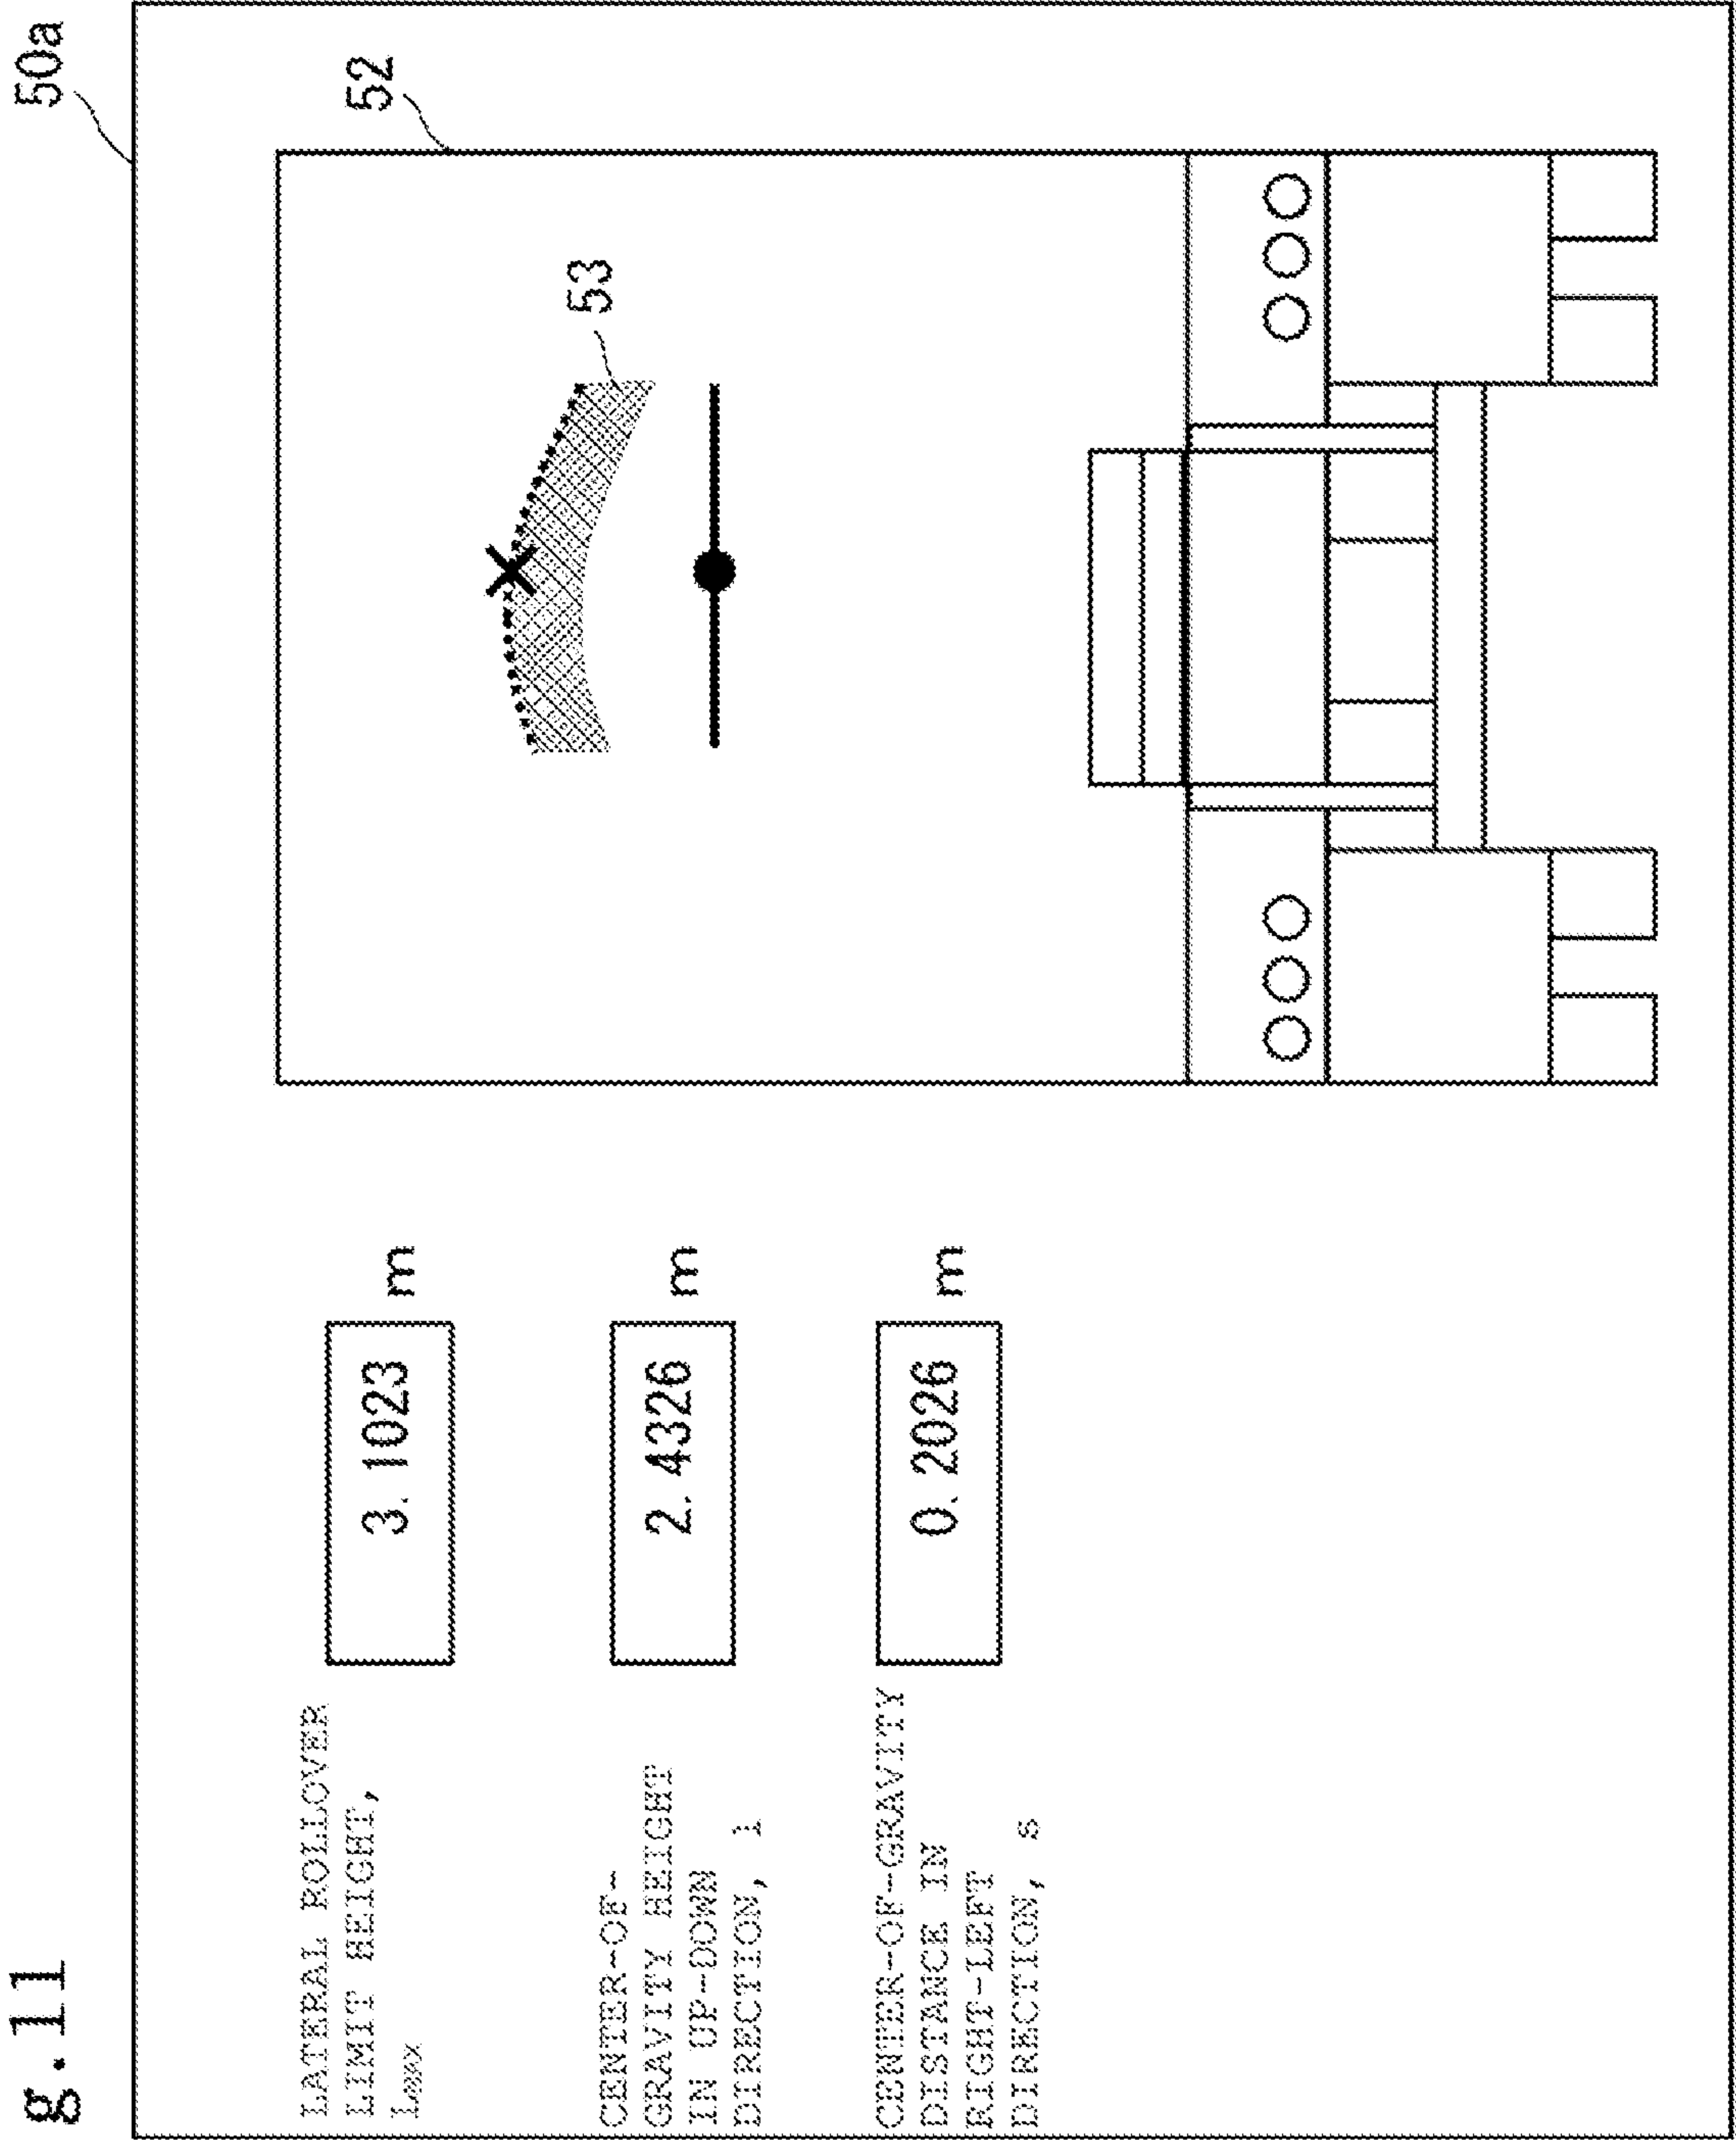 g.11
50a
LATERAL ROLLOVER
LIMIT HEIGHT,
Lmax
3.1023 m
CENTER-OF-
GRAVITY HEIGHT
IN UP-DOWN
DIRECTION, l
2.4326 m
CENTER-OF-GRAVITY
DISTANCE IN
RIGHT-LEFT
DIRECTION, s
0.2026 m
52
53